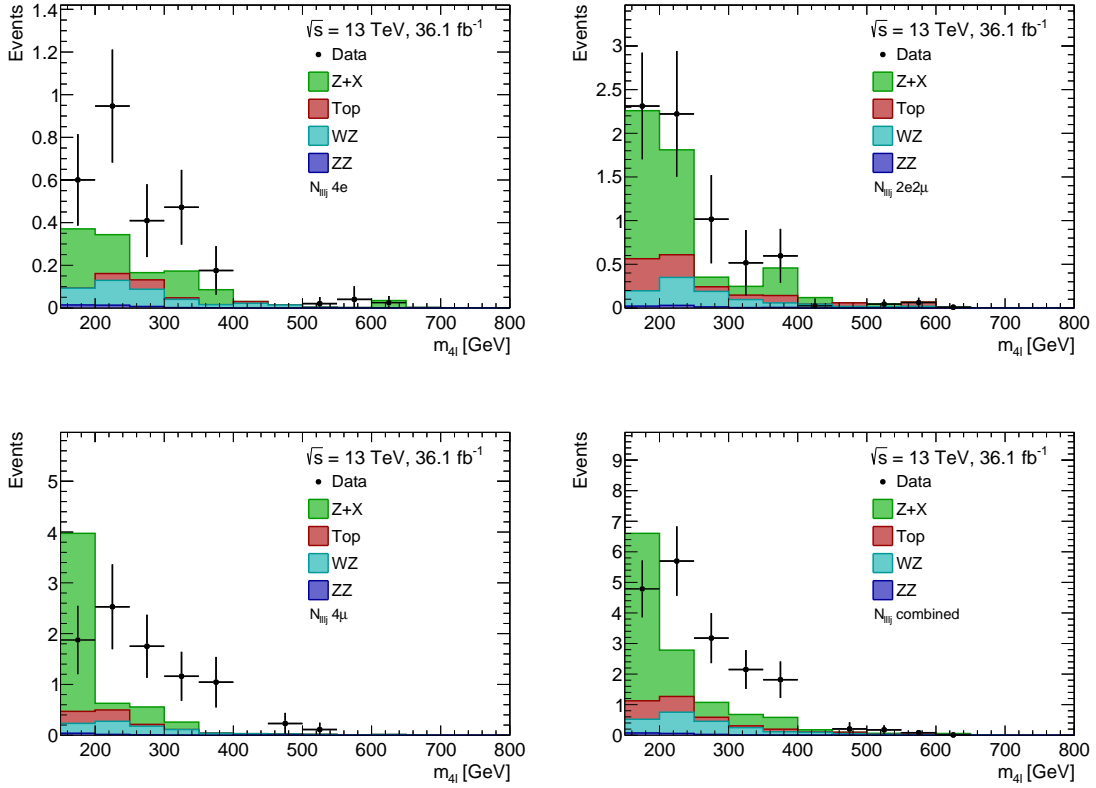 Events
√s = 13 TeV, 36.1 fb⁻¹
Data
Z+X
Top
WZ
ZZ
N_lllj 4e
1.4
1.2
1
0.8
0.6
0.4
0.2
0
200 300 400 500 600 700 800
m_4l [GeV]
Events
√s = 13 TeV, 36.1 fb⁻¹
Data
Z+X
Top
WZ
ZZ
N_lllj 2e2μ
3
2.5
2
1.5
1
0.5
0
200 300 400 500 600 700 800
m_4l [GeV]
Events
√s = 13 TeV, 36.1 fb⁻¹
Data
Z+X
Top
WZ
ZZ
N_lllj 4μ
5
4
3
2
1
0
200 300 400 500 600 700 800
m_4l [GeV]
Events
√s = 13 TeV, 36.1 fb⁻¹
Data
Z+X
Top
WZ
ZZ
N_lllj combined
9
8
7
6
5
4
3
2
1
0
200 300 400 500 600 700 800
m_4l [GeV]